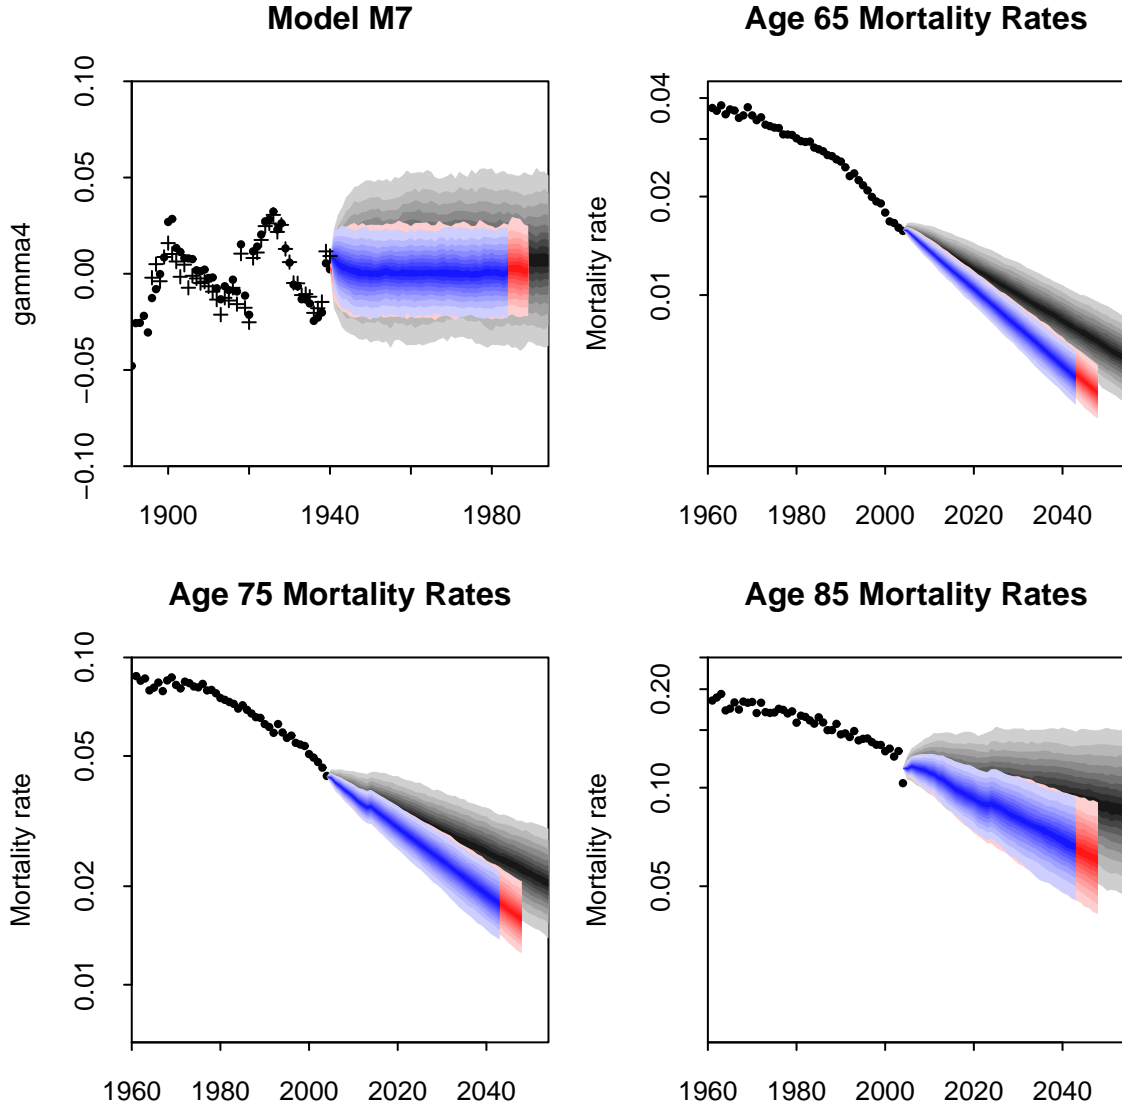 Model M7
gamma4
0.10
0.05
0.00
−0.05
−0.10
1900 1940 1980
Age 65 Mortality Rates
Mortality rate
0.04
0.02
0.01
1960 1980 2000 2020 2040
Age 75 Mortality Rates
Mortality rate
0.10
0.05
0.02
0.01
1960 1980 2000 2020 2040
Age 85 Mortality Rates
Mortality rate
0.20
0.10
0.05
1960 1980 2000 2020 2040